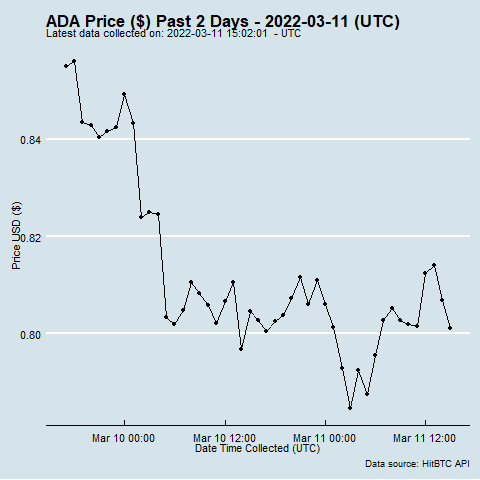 ADA Price ($) Past 2 Days - 2022-03-11 (UTC)
Latest data collected on: 2022-03-11 15:02:01  - UTC
0.84
0.82
0.80
Price USD ($)
Mar 10 00:00
Mar 10 12:00
Mar 11 00:00
Mar 11 12:00
Date Time Collected (UTC)
Data source: HitBTC API